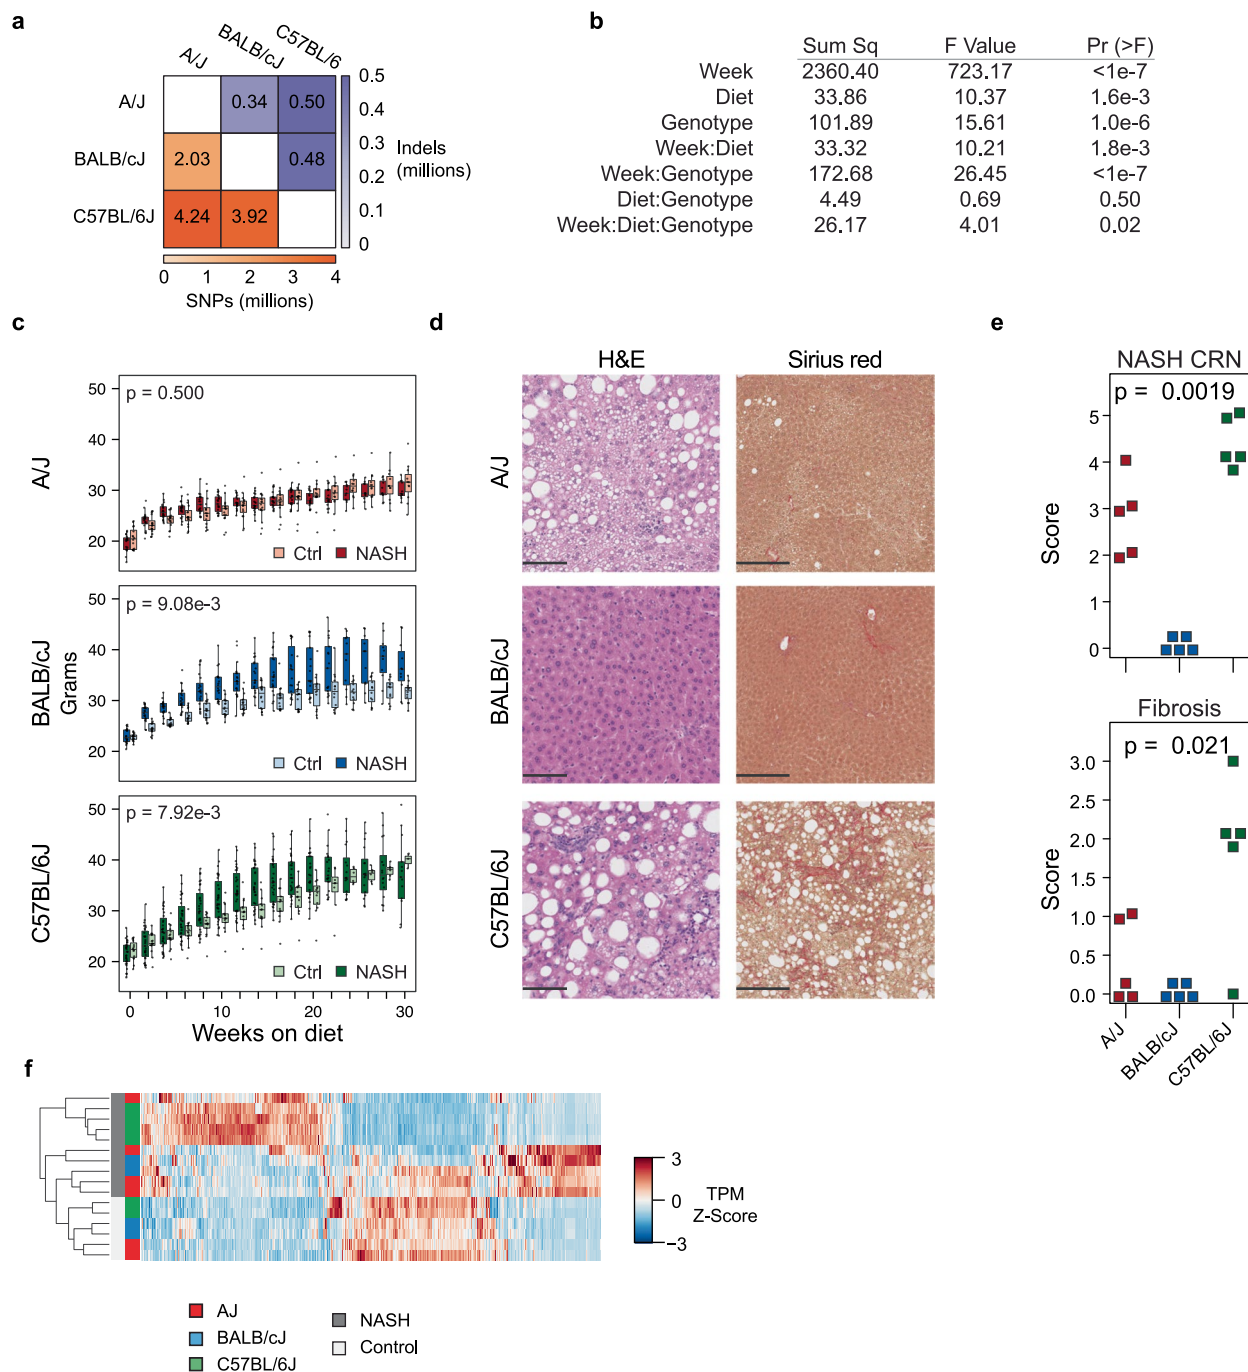 a
A/J
BALB/cJ
C57BL/6
A/J
0.34
0.50
BALB/cJ
2.03
0.48
C57BL/6J
4.24
3.92
0.5
0.4
0.3
0.2
0.1
0
Indels
(millions)
0 1 2 3 4
SNPs (millions)
b
Sum Sq F Value Pr (>F)
Week 2360.40 723.17 <1e-7
Diet 33.86 10.37 1.6e-3
Genotype 101.89 15.61 1.0e-6
Week:Diet 33.32 10.21 1.8e-3
Week:Genotype 172.68 26.45 <1e-7
Diet:Genotype 4.49 0.69 0.50
Week:Diet:Genotype 26.17 4.01 0.02
c
A/J
50
40
30
20
p = 0.500
Ctrl NASH
BALB/cJ
Grams
50
40
30
20
p = 9.08e-3
Ctrl NASH
C57BL/6J
50
40
30
20
p = 7.92e-3
Ctrl NASH
0 10 20 30
Weeks on diet
d
H&E Sirius red
A/J
BALB/cJ
C57BL/6J
e
NASH CRN
p = 0.0019
Score
5
4
3
2
1
0
Fibrosis
p = 0.021
Score
3.0
2.5
2.0
1.5
1.0
0.5
0.0
A/J
BALB/cJ
C57BL/6J
f
3
0
−3
TPM
Z-Score
AJ
BALB/cJ
C57BL/6J
NASH
Control